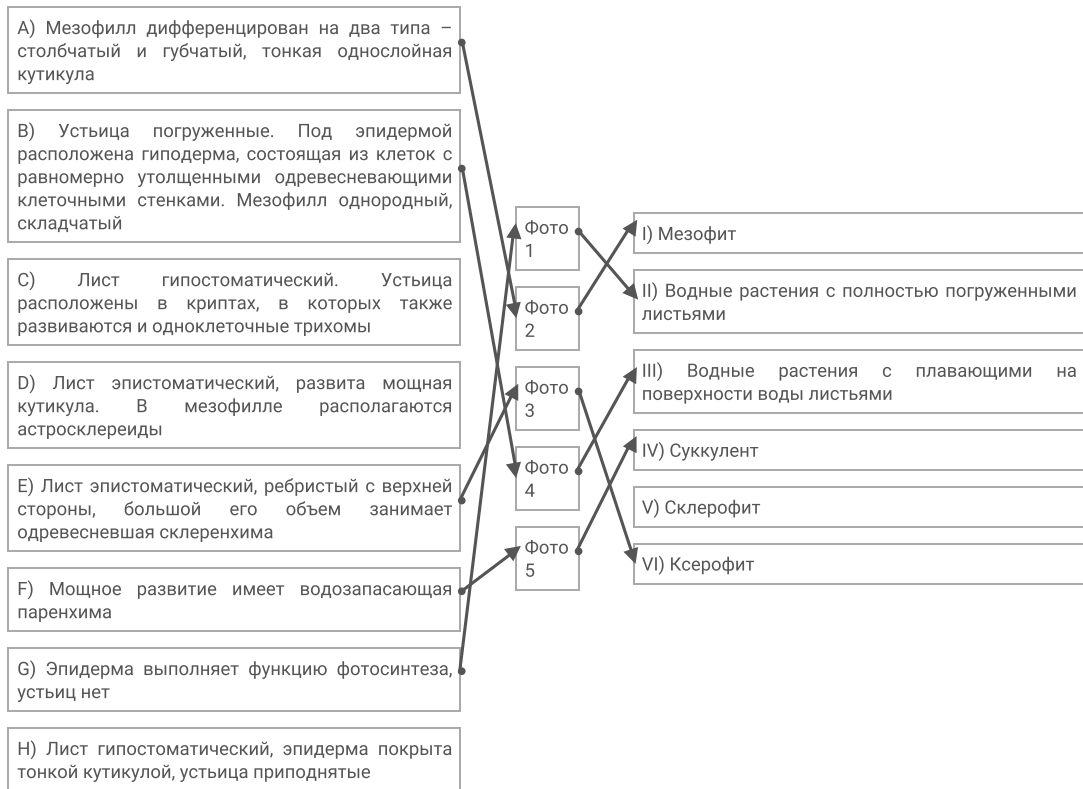 A) Мезофилл дифференцирован на два типа –
столбчатый и губчатый, тонкая однослойная
кутикула
B) Устьица погруженные. Под эпидермой
расположена гиподерма, состоящая из клеток с
равномерно утолщенными одревесневающими
клеточными стенками. Мезофилл однородный,
складчатый
C) Лист гипостоматический. Устьица
расположены в криптах, в которых также
развиваются и одноклеточные трихомы
D) Лист эпистоматический, развита мощная
кутикула. В мезофилле располагаются
астросклереиды
E) Лист эпистоматический, ребристый с верхней
стороны, большой его объем занимает
одревесневшая склеренхима
F) Мощное развитие имеет водозапасающая
паренхима
G) Эпидерма выполняет функцию фотосинтеза,
устьиц нет
H) Лист гипостоматический, эпидерма покрыта
тонкой кутикулой, устьица приподнятые
Фото
1
Фото
2
Фото
3
Фото
4
Фото
5
I) Мезофит
II) Водные растения с полностью погруженными
листьями
III) Водные растения с плавающими на
поверхности воды листьями
IV) Суккулент
V) Склерофит
VI) Ксерофит